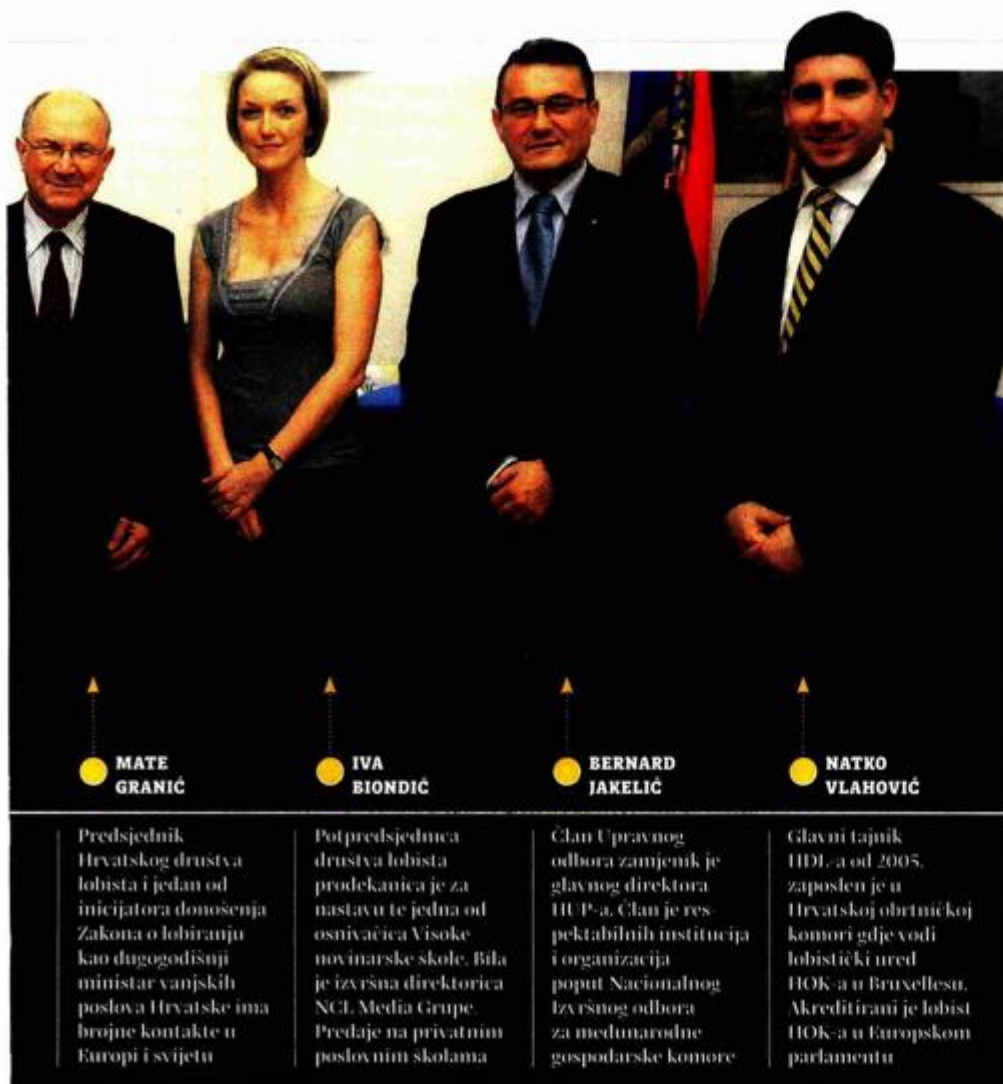 MATE
GRANIĆ
Predsjednik
Hrvatskog društva
lobista i jedan od
inicijatora donošenja
Zakona o lobiranju
kao dugogodišnji
ministar vanjskih
poslova Hrvatske ima
brojne kontakte u
Europi i svijetu
IVA
BIONDIĆ
Potpredsjednica
društva lobista
prodekanica je za
nastavu te jedna od
osnivačica Visoke
novinarske škole. Bila
je izvršna direktorica
NCL Media Grupe.
Predaje na privatnim
poslovnim školama
BERNARD
JAKELIĆ
Član Upravnog
odbora zamjenik je
glavnog direktora
HUP-a. Član je res-
pektabilnih institucija
i organizacija
poput Nacionalnog
Izvršnog odbora
za međunarodne
gospodarske komore
NATKO
VLAHOVIĆ
Glavni tajnik
HDL-a od 2005.
zaposlen je u
Hrvatskoj obrtničkoj
komori gdje vodi
lobistički ured
HOK-a u Bruxellesu.
Akreditirani je lobist
HOK-a u Europskom
parlamentu